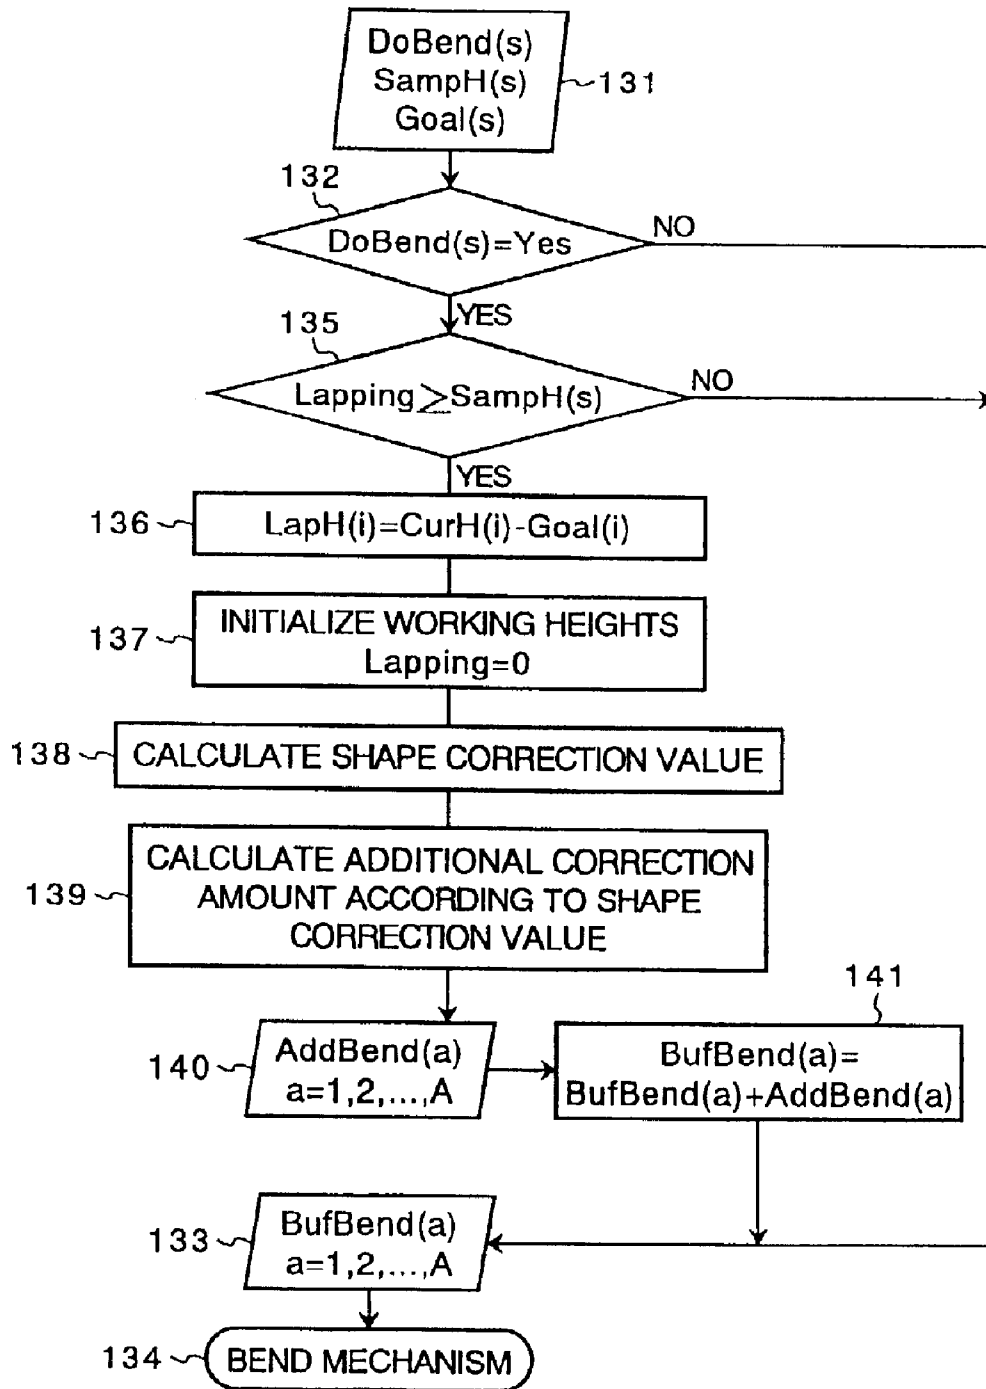 DoBend(s)
SampH(s)
Goal(s)
131
132
DoBend(s)=Yes
NO
YES
135
Lapping≥SampH(s)
NO
YES
136
LapH(i)=CurH(i)-Goal(i)
137
INITIALIZE WORKING HEIGHTS
Lapping=0
138
CALCULATE SHAPE CORRECTION VALUE
139
CALCULATE ADDITIONAL CORRECTION
AMOUNT ACCORDING TO SHAPE
CORRECTION VALUE
140
AddBend(a)
a=1,2,...,A
141
BufBend(a)=
BufBend(a)+AddBend(a)
133
BufBend(a)
a=1,2,...,A
134
BEND MECHANISM